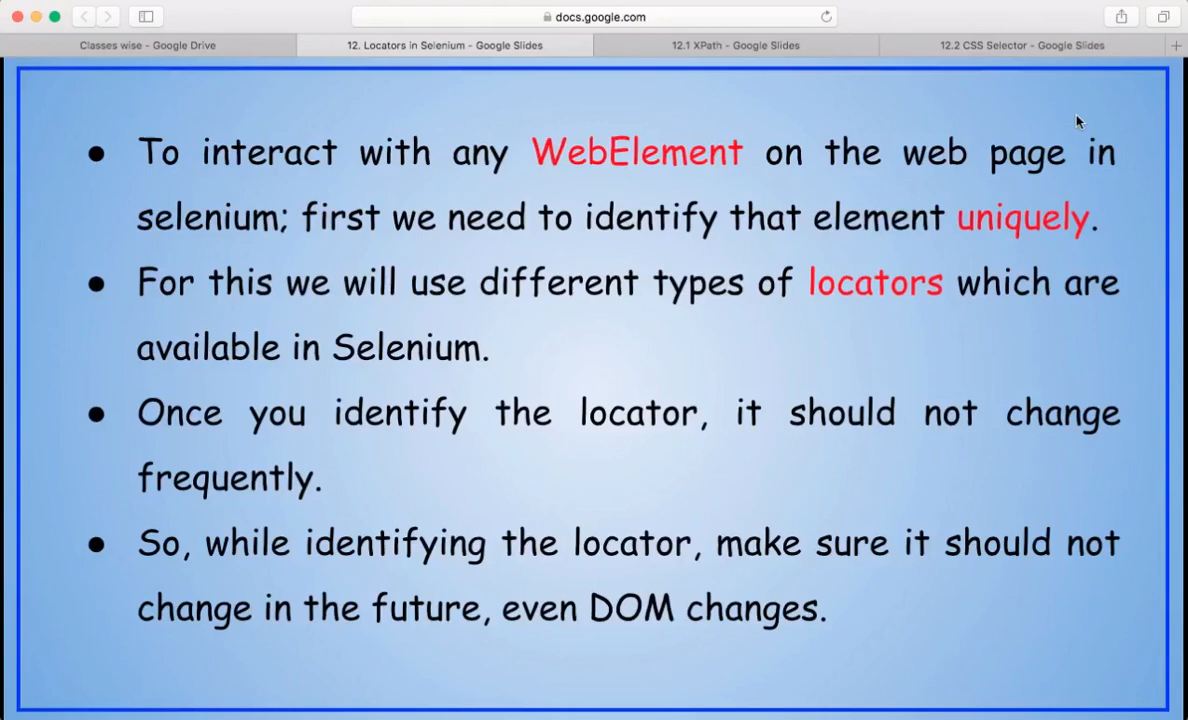 docs.google.com
Classes wise - Google Drive
12. Locators in Selenium - Google Slides
12.1 XPath - Google Slides
12.2 CSS Selector - Google Slides
● To interact with any WebElement on the web page in
selenium; first we need to identify that element uniquely.
● For this we will use different types of locators which are
available in Selenium.
● Once you identify the locator, it should not change
frequently.
● So, while identifying the locator, make sure it should not
change in the future, even DOM changes.